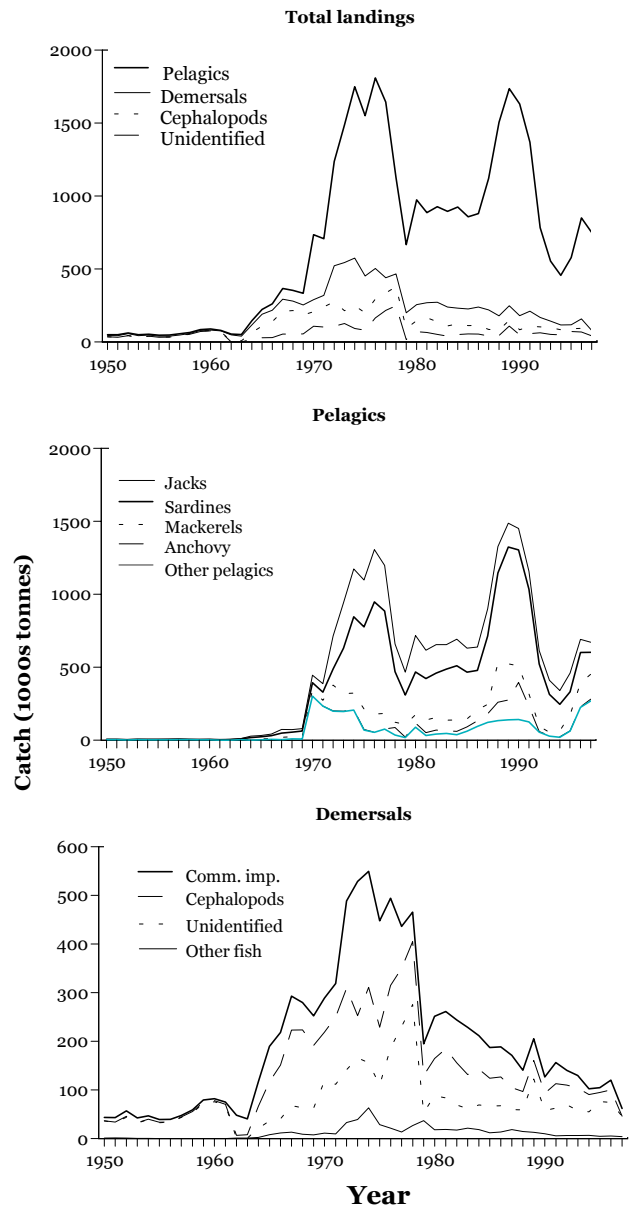 Total landings
2000
1500
1000
500
0
Pelagics
Demersals
Cephalopods
Unidentified
1950 1960 1970 1980 1990
Pelagics
2000
1500
1000
500
0
Jacks
Sardines
Mackerels
Anchovy
Other pelagics
1950 1960 1970 1980 1990
Catch (1000s tonnes)
Demersals
600
500
400
300
200
100
0
Comm. imp.
Cephalopods
Unidentified
Other fish
1950 1960 1970 1980 1990
Year